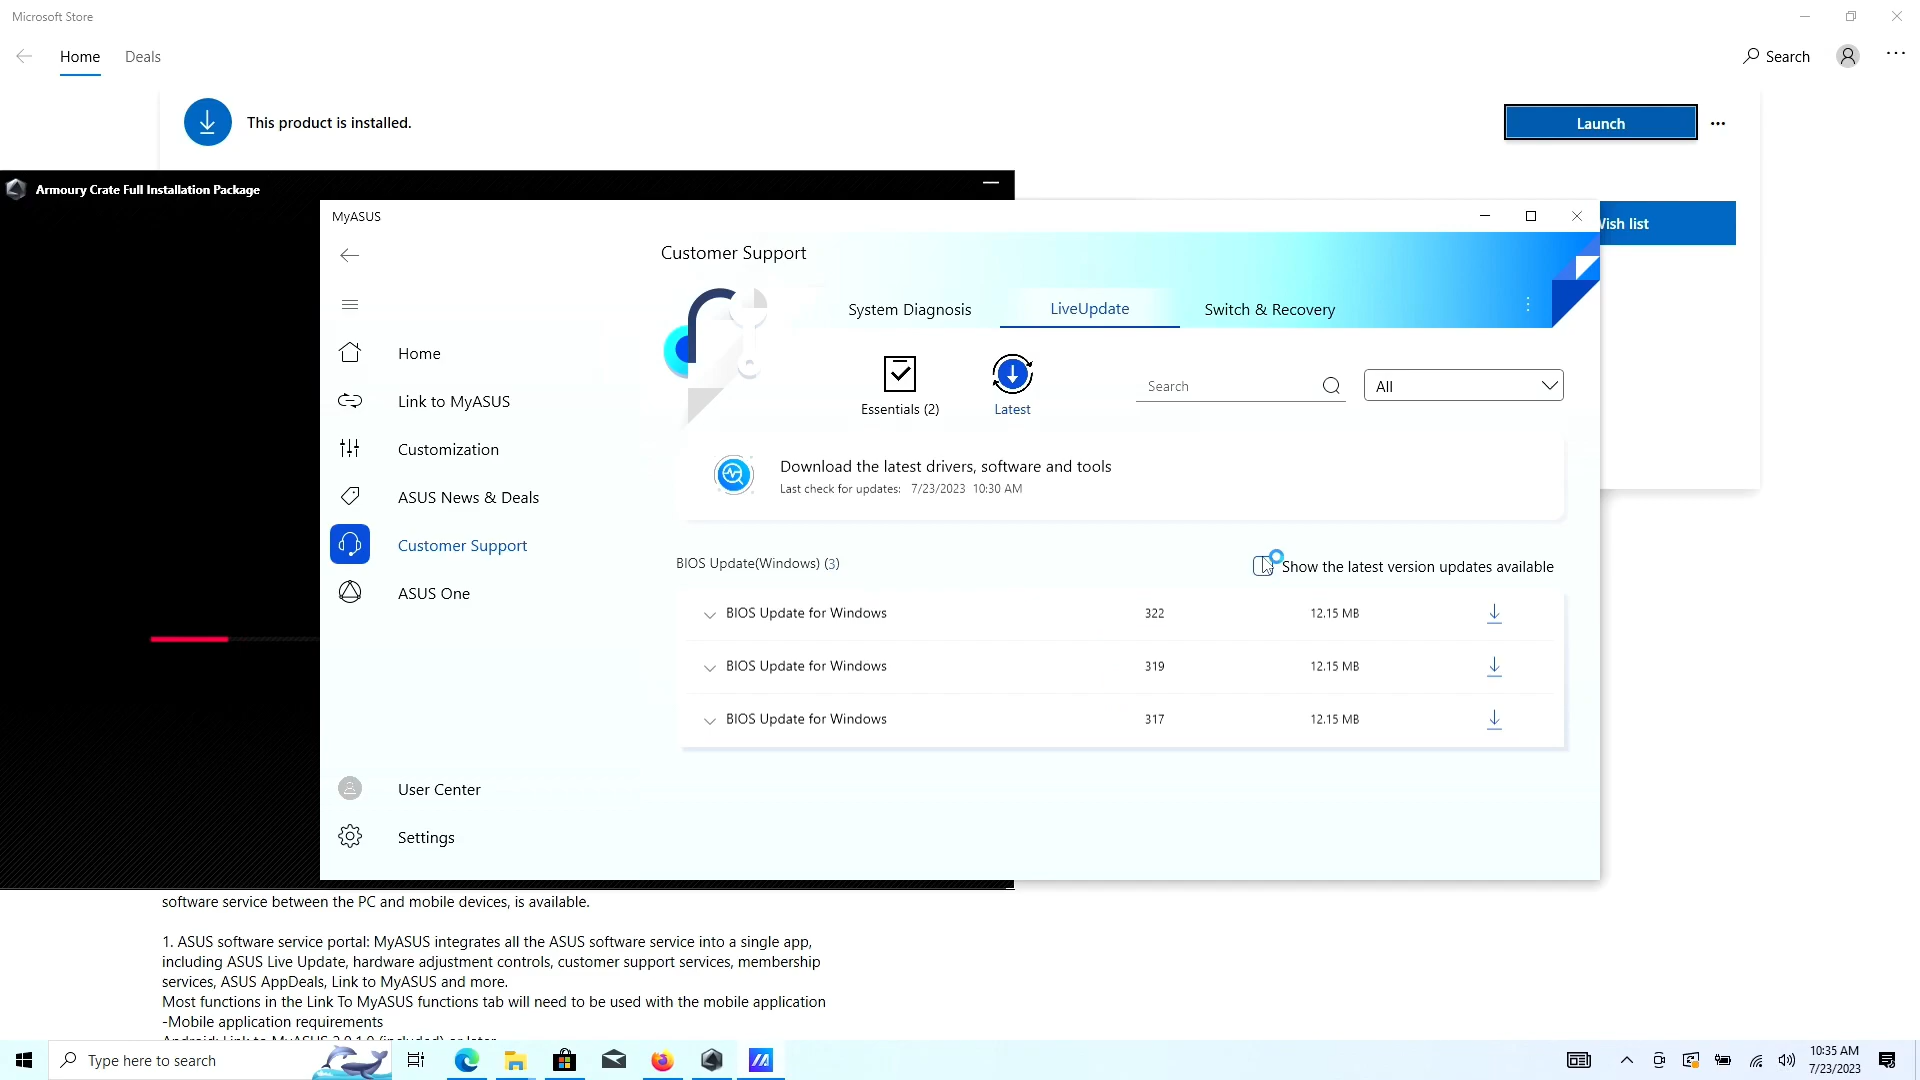 Microsoft Store
Home
Deals
Search
This product is installed.
Launch
Armoury Crate Full Installation Package
MyASUS
Wish list
Customer Support
System Diagnosis
LiveUpdate
Switch & Recovery
Home
Link to MyASUS
Customization
ASUS News & Deals
Customer Support
ASUS One
User Center
Settings
Essentials (2)
Latest
Search
All
Download the latest drivers, software and tools
Last check for updates: 7/23/2023 10:30 AM
BIOS Update(Windows) (3)
Show the latest version updates available
BIOS Update for Windows 322 12.15 MB
BIOS Update for Windows 319 12.15 MB
BIOS Update for Windows 317 12.15 MB
software service between the PC and mobile devices, is available.
1. ASUS software service portal: MyASUS integrates all the ASUS software service into a single app,
including ASUS Live Update, hardware adjustment controls, customer support services, membership
services, ASUS AppDeals, Link to MyASUS and more.
Most functions in the Link To MyASUS functions tab will need to be used with the mobile application
-Mobile application requirements
Type here to search
10:35 AM
7/23/2023